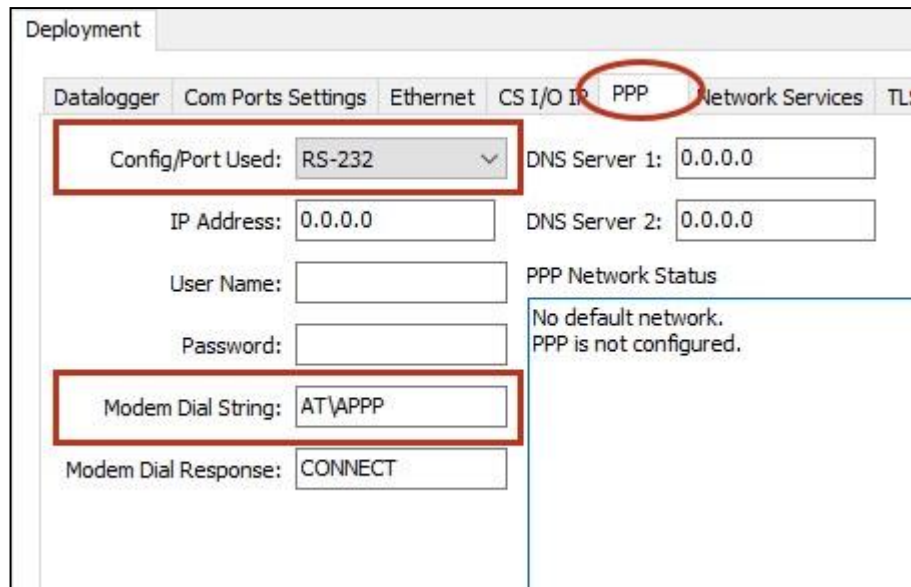 Deployment
Datalogger Com Ports Settings Ethernet CS I/O IP PPP Network Services
Config/Port Used: RS-232 DNS Server 1: 0.0.0.0
IP Address: 0.0.0.0 DNS Server 2: 0.0.0.0
User Name: PPP Network Status
No default network.
Password: PPP is not configured.
Modem Dial String: AT\APPP
Modem Dial Response: CONNECT